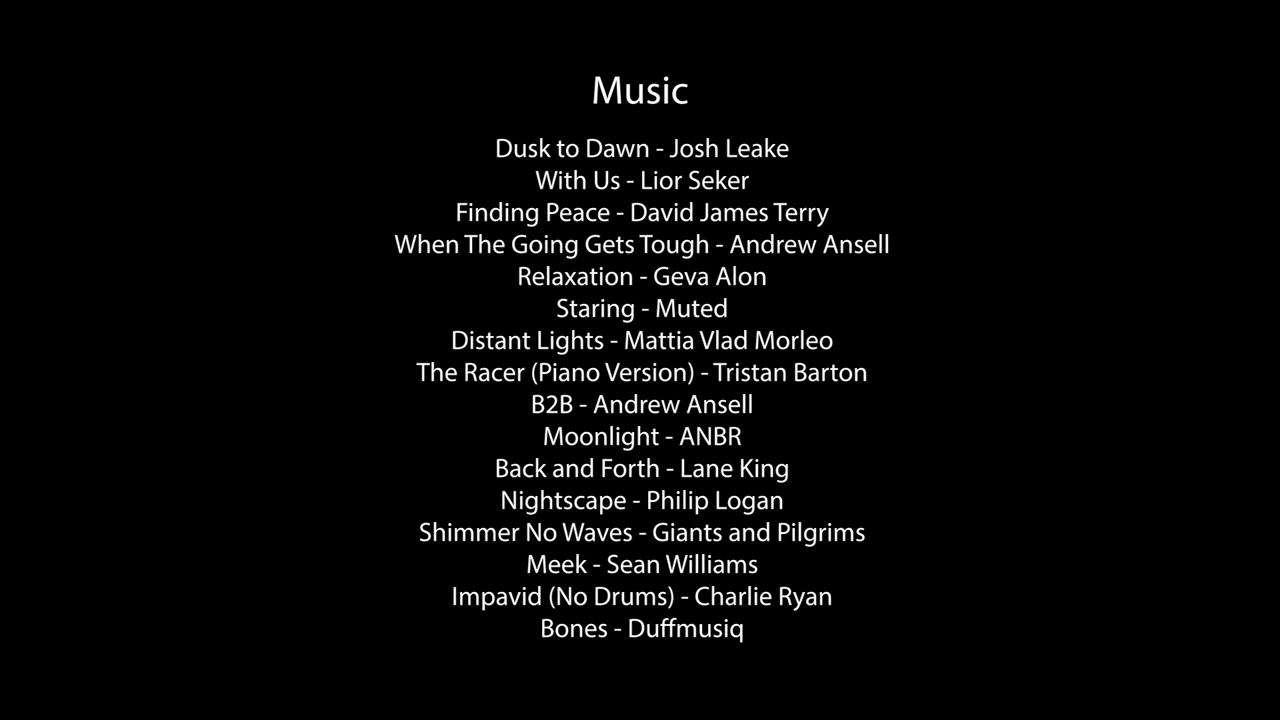 Music
Dusk to Dawn - Josh Leake
With Us - Lior Seker
Finding Peace - David James Terry
When The Going Gets Tough - Andrew Ansell
Relaxation - Geva Alon
Staring - Muted
Distant Lights - Mattia Vlad Morleo
The Racer (Piano Version) - Tristan Barton
B2B - Andrew Ansell
Moonlight - ANBR
Back and Forth - Lane King
Nightscape - Philip Logan
Shimmer No Waves - Giants and Pilgrims
Meek - Sean Williams
Impavid (No Drums) - Charlie Ryan
Bones - Duffmusiq